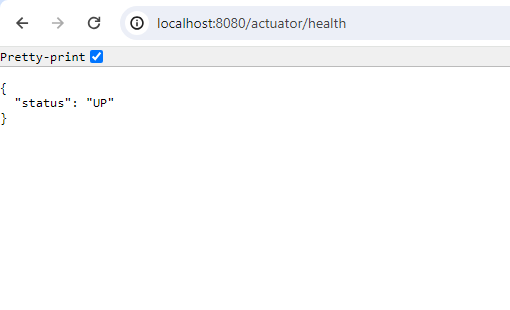 localhost:8080/actuator/health
Pretty-print
{
  "status": "UP"
}